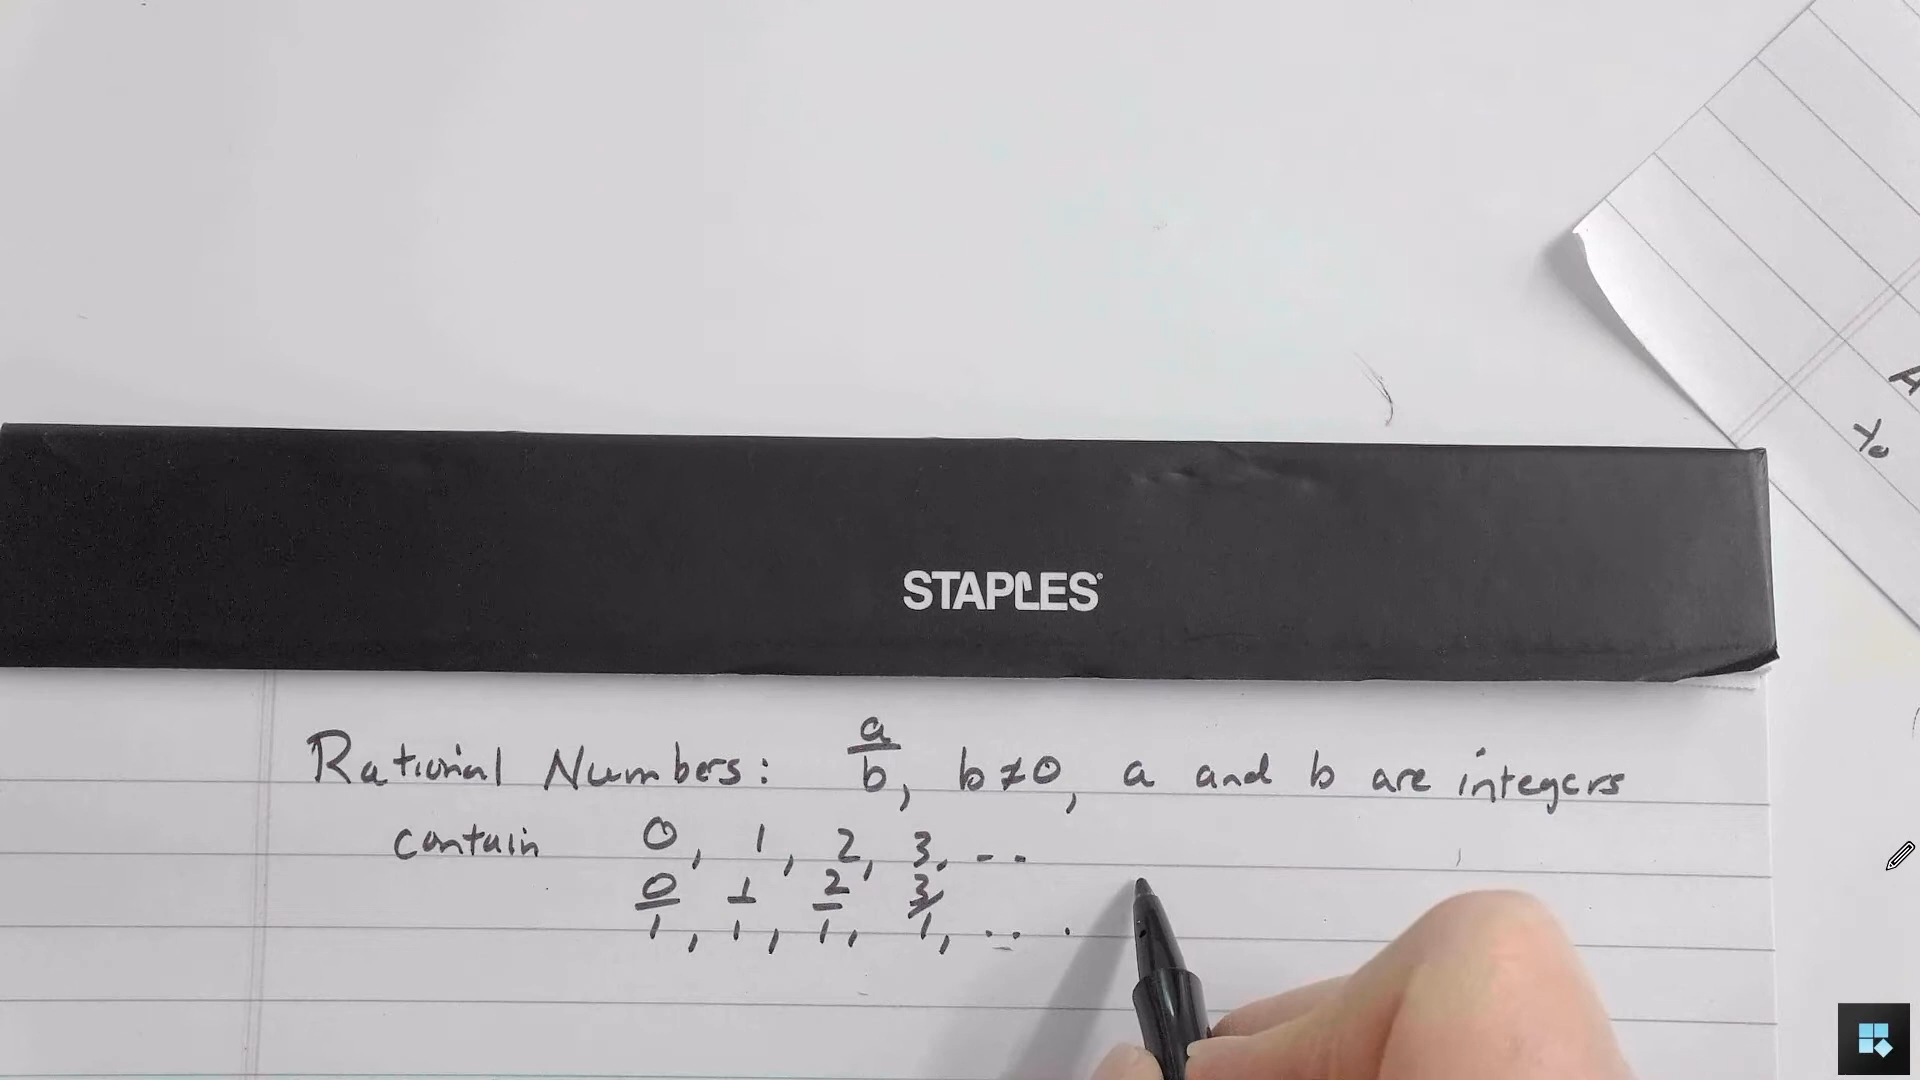 A
Yo
STAPLES
Rational Numbers: a/b, b≠0, a and b are integers
contain 0, 1, 2, 3, ..
0/1, 1/1, 2/1, 3/1, ...